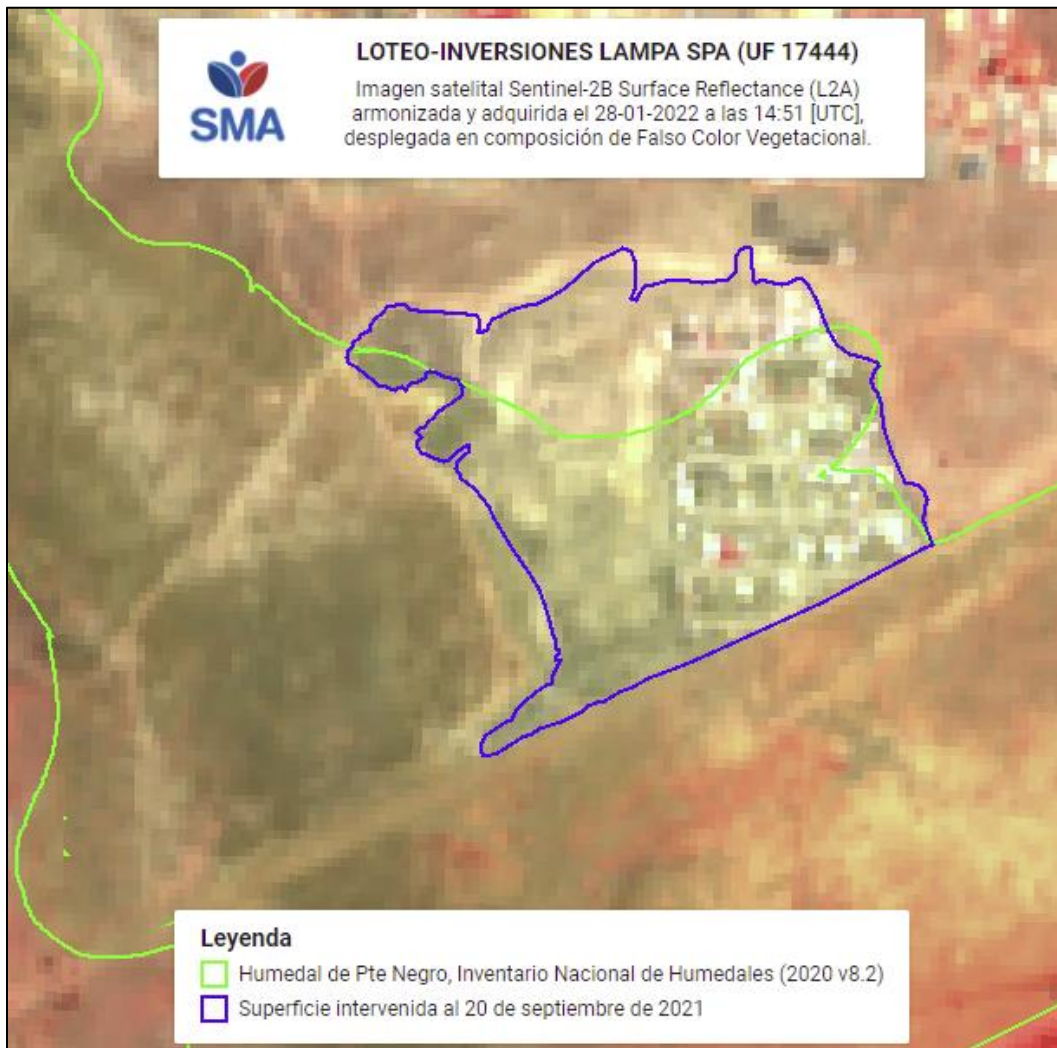 LOTEO-INVERSIONES LAMPA SPA (UF 17444)
Imagen satelital Sentinel-2B Surface Reflectance (L2A)
armonizada y adquirida el 28-01-2022 a las 14:51 [UTC],
desplegada en composición de Falso Color Vegetacional.
SMA
Leyenda
Humedal de Pte Negro, Inventario Nacional de Humedales (2020 v8.2)
Superficie intervenida al 20 de septiembre de 2021